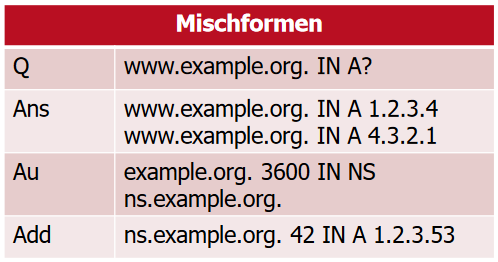 Mischformen
Q www.example.org. IN A?
Ans www.example.org. IN A 1.2.3.4
www.example.org. IN A 4.3.2.1
Au example.org. 3600 IN NS
ns.example.org.
Add ns.example.org. 42 IN A 1.2.3.53